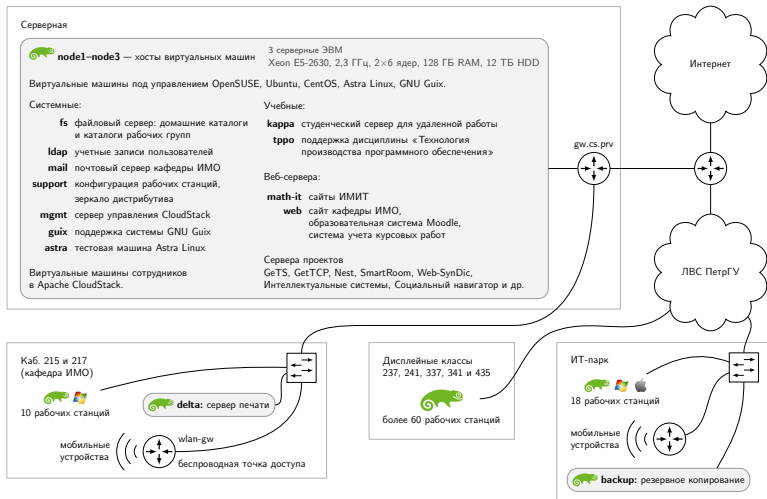 Серверная
node1–node3 — хосты виртуальных машин
3 серверные ЭВМ
Xeon E5-2630, 2,3 ГГц, 2×6 ядер, 128 ГБ RAM, 12 ТБ HDD
Виртуальные машины под управлением OpenSUSE, Ubuntu, CentOS, Astra Linux, GNU Guix.
Системные:
fs файловый сервер: домашние каталоги
и каталоги рабочих групп
ldap учетные записи пользователей
mail почтовый сервер кафедры ИМО
support конфигурация рабочих станций,
зеркало дистрибутива
mgmt сервер управления CloudStack
guix поддержка системы GNU Guix
astra тестовая машина Astra Linux
Виртуальные машины сотрудников
в Apache CloudStack.
Учебные:
kappa студенческий сервер для удаленной работы
tppo поддержка дисциплины «Технология
производства программного обеспечения»
Веб-сервера:
math-it сайты ИМИТ
web сайт кафедры ИМО,
образовательная система Moodle,
система учета курсовых работ
Сервера проектов
GeTS, GetTCP, Nest, SmartRoom, Web-SynDic,
Интеллектуальные системы, Социальный навигатор и др.
gw.cs.prv
Интернет
ЛВС ПетрГУ
Каб. 215 и 217
(кафедра ИМО)
10 рабочих станций
delta: сервер печати
мобильные
устройства
wlan-gw
беспроводная точка доступа
Дисплейные классы
237, 241, 337, 341 и 435
более 60 рабочих станций
ИТ-парк
18 рабочих станций
мобильные
устройства
backup: резервное копирование